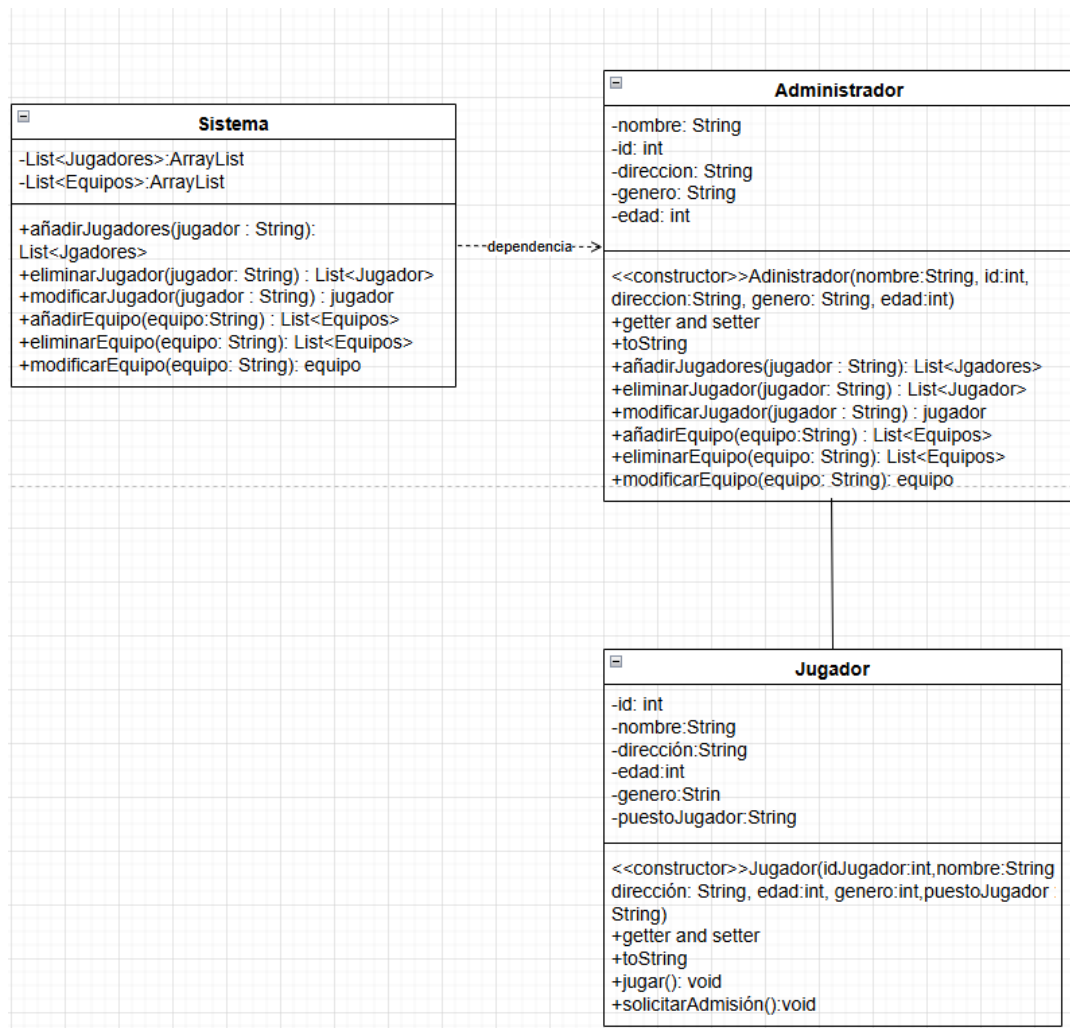 Sistema
-List<Jugadores>:ArrayList
-List<Equipos>:ArrayList
+añadirJugadores(jugador : String):
List<Jgadores>
+eliminarJugador(jugador: String) : List<Jugador>
+modificarJugador(jugador : String) : jugador
+añadirEquipo(equipo:String) : List<Equipos>
+eliminarEquipo(equipo: String): List<Equipos>
+modificarEquipo(equipo: String): equipo
dependencia
Administrador
-nombre: String
-id: int
-direccion: String
-genero: String
-edad: int
<<constructor>>Adinistrador(nombre:String, id:int,
direccion:String, genero: String, edad:int)
+getter and setter
+toString
+añadirJugadores(jugador : String): List<Jgadores>
+eliminarJugador(jugador: String) : List<Jugador>
+modificarJugador(jugador : String) : jugador
+añadirEquipo(equipo:String) : List<Equipos>
+eliminarEquipo(equipo: String): List<Equipos>
+modificarEquipo(equipo: String): equipo
Jugador
-id: int
-nombre:String
-dirección:String
-edad:int
-genero:Strin
-puestoJugador:String
<<constructor>>Jugador(idJugador:int,nombre:String
dirección: String, edad:int, genero:int,puestoJugador :
String)
+getter and setter
+toString
+jugar(): void
+solicitarAdmisión():void